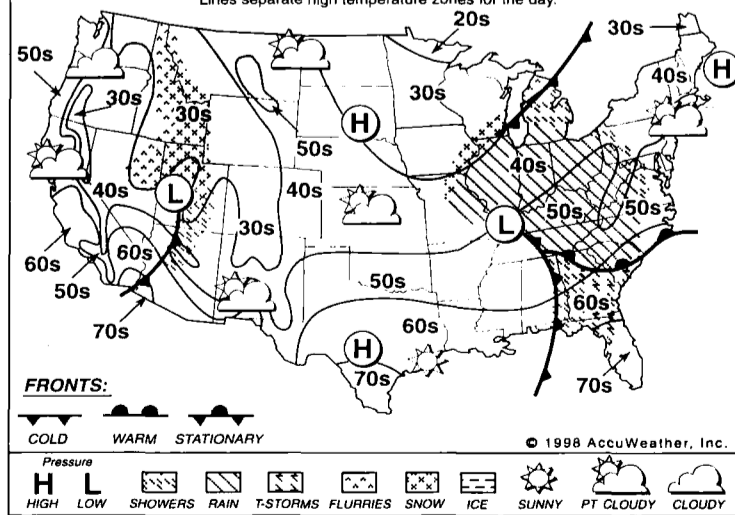 Lines separate high temperature zones for the day.
20s
30s
50s
40s
H
30s
30s
30s
H
50s
40s
L
40s
40s
50s
50s
30s
L
60s
60s
50s
50s
60s
60s
70s
H
70s
70s
FRONTS:
COLD WARM STATIONARY
© 1998 AccuWeather, Inc.
Pressure
H L
HIGH LOW SHOWERS RAIN T-STORMS FLURRIES SNOW ICE SUNNY PT CLOUDY CLOUDY